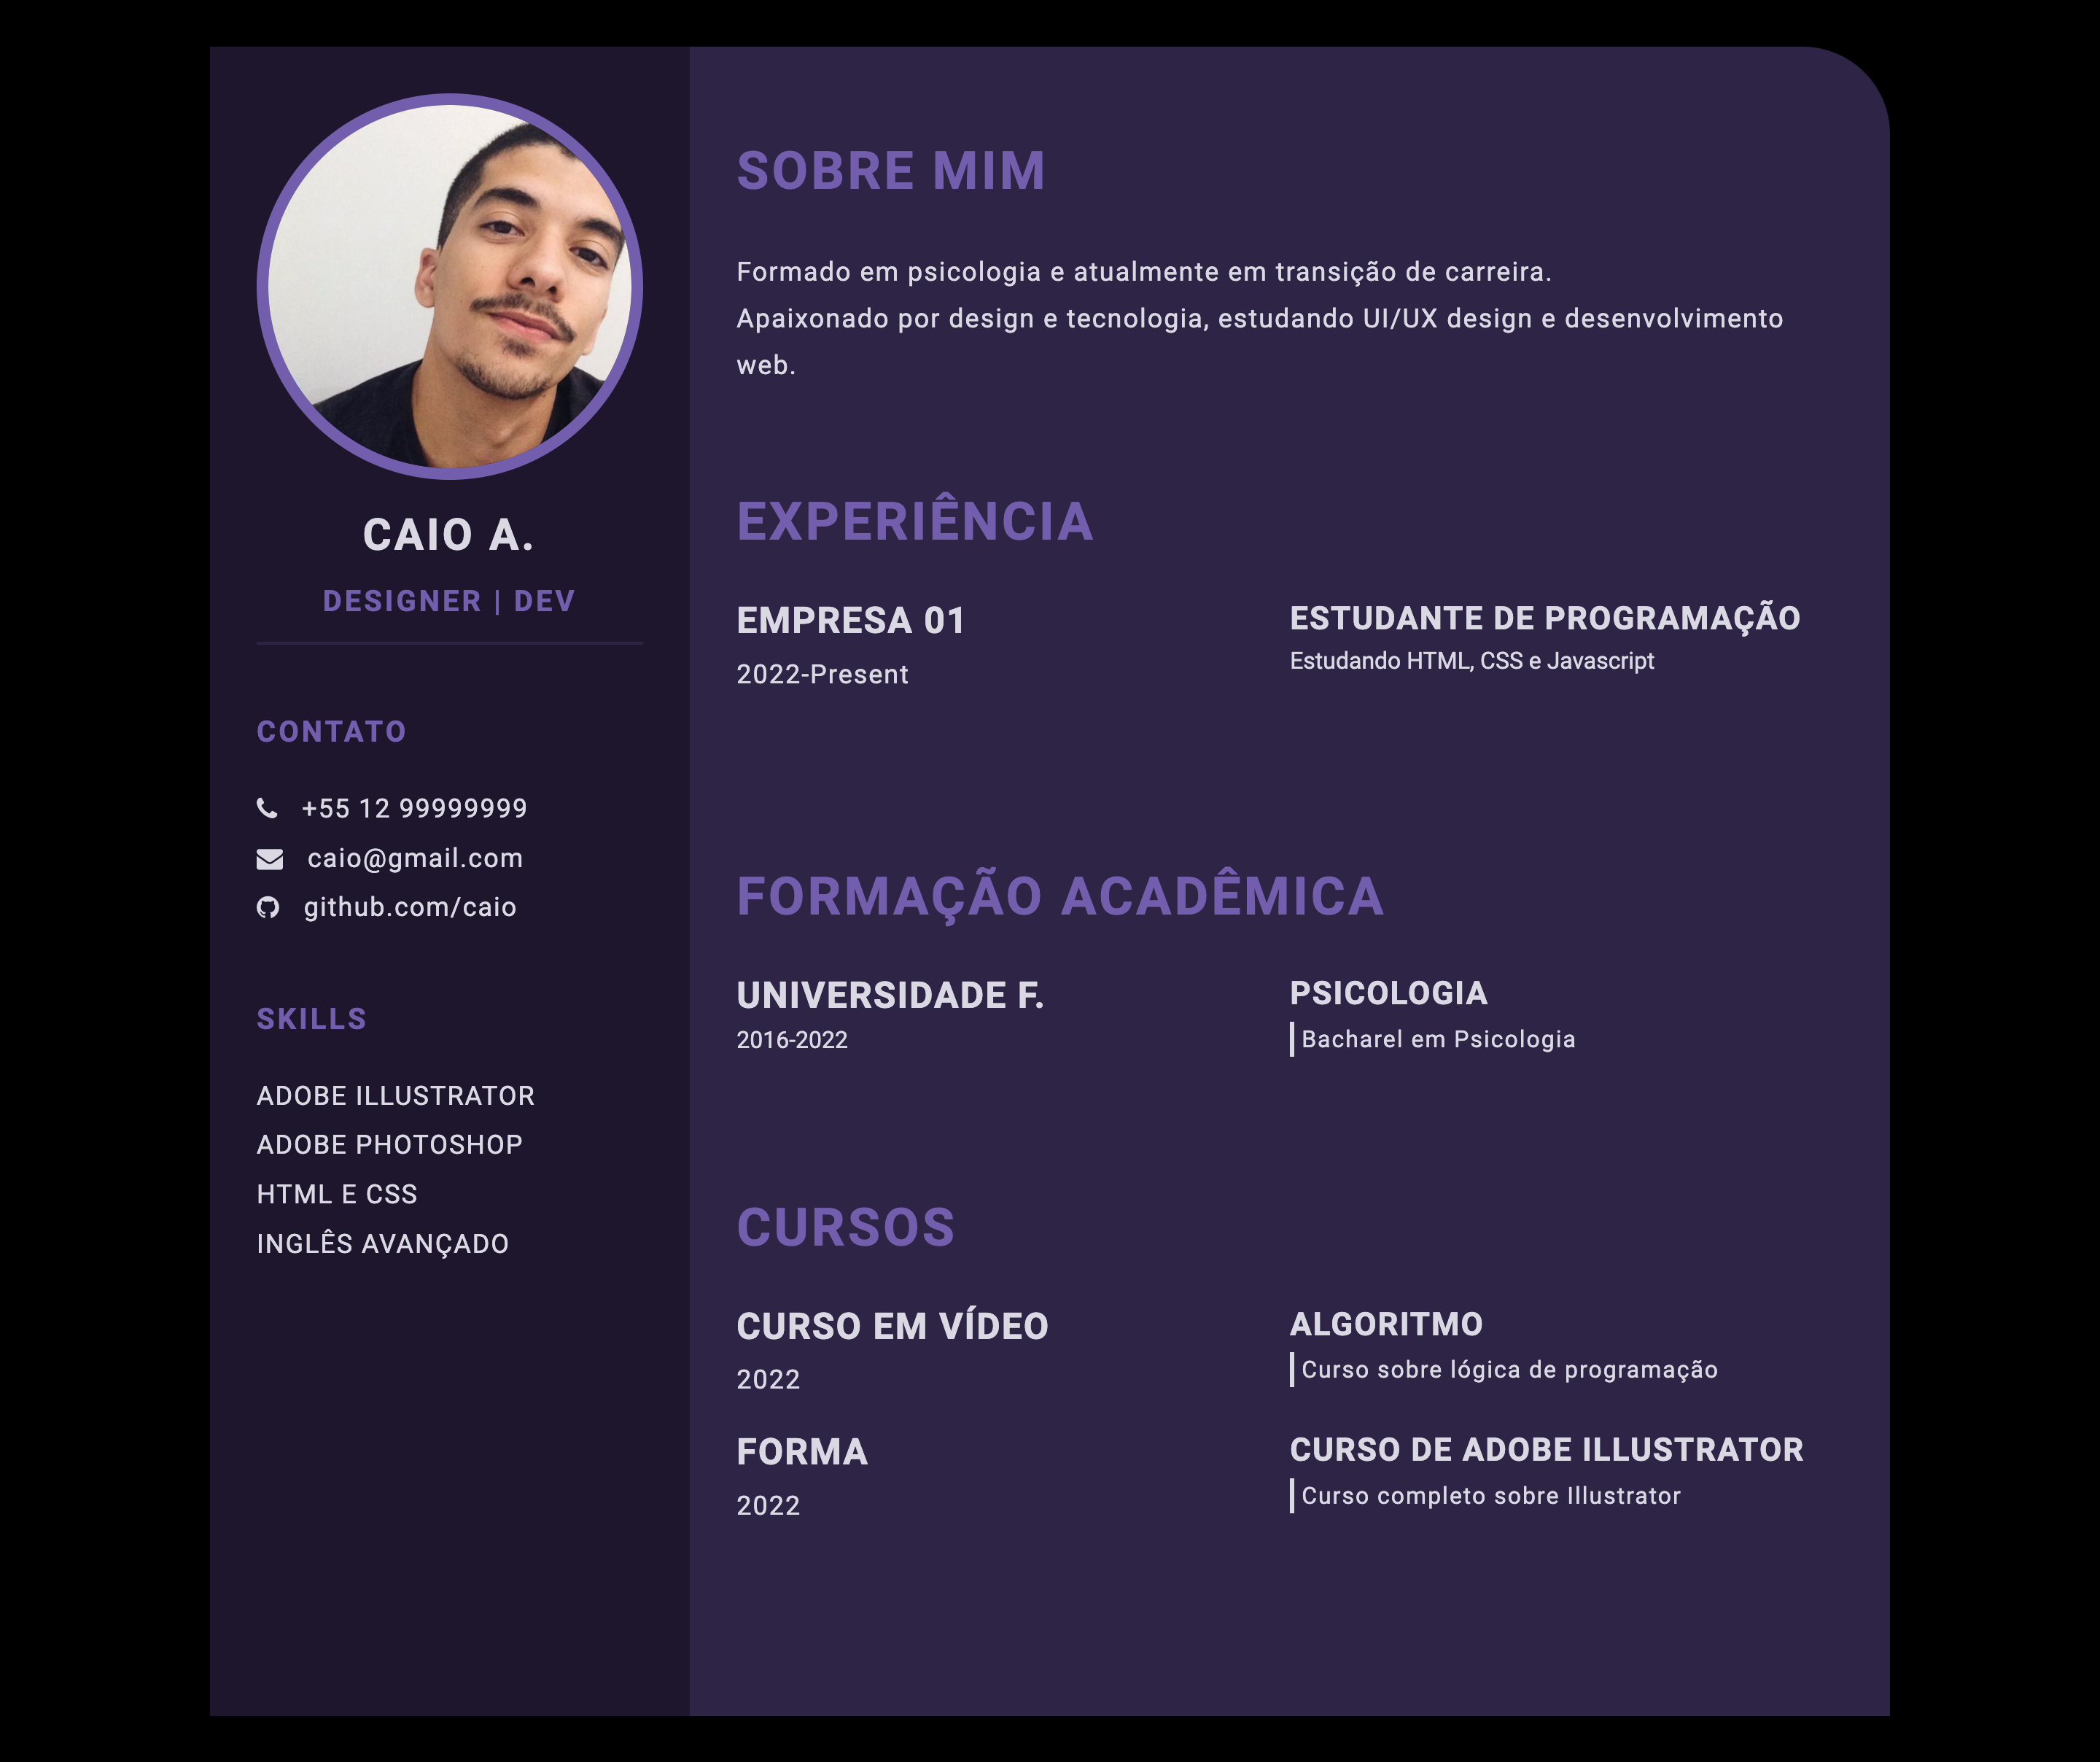 CAIO A.
DESIGNER | DEV
CONTATO
+55 12 99999999
caio@gmail.com
github.com/caio
SKILLS
ADOBE ILLUSTRATOR
ADOBE PHOTOSHOP
HTML E CSS
INGLÊS AVANÇADO
SOBRE MIM
Formado em psicologia e atualmente em transição de carreira.
Apaixonado por design e tecnologia, estudando UI/UX design e desenvolvimento
web.
EXPERIÊNCIA
EMPRESA 01
2022-Present
ESTUDANTE DE PROGRAMAÇÃO
Estudando HTML, CSS e Javascript
FORMAÇÃO ACADÊMICA
UNIVERSIDADE F.
2016-2022
PSICOLOGIA
Bacharel em Psicologia
CURSOS
CURSO EM VÍDEO
2022
ALGORITMO
Curso sobre lógica de programação
FORMA
2022
CURSO DE ADOBE ILLUSTRATOR
Curso completo sobre Illustrator